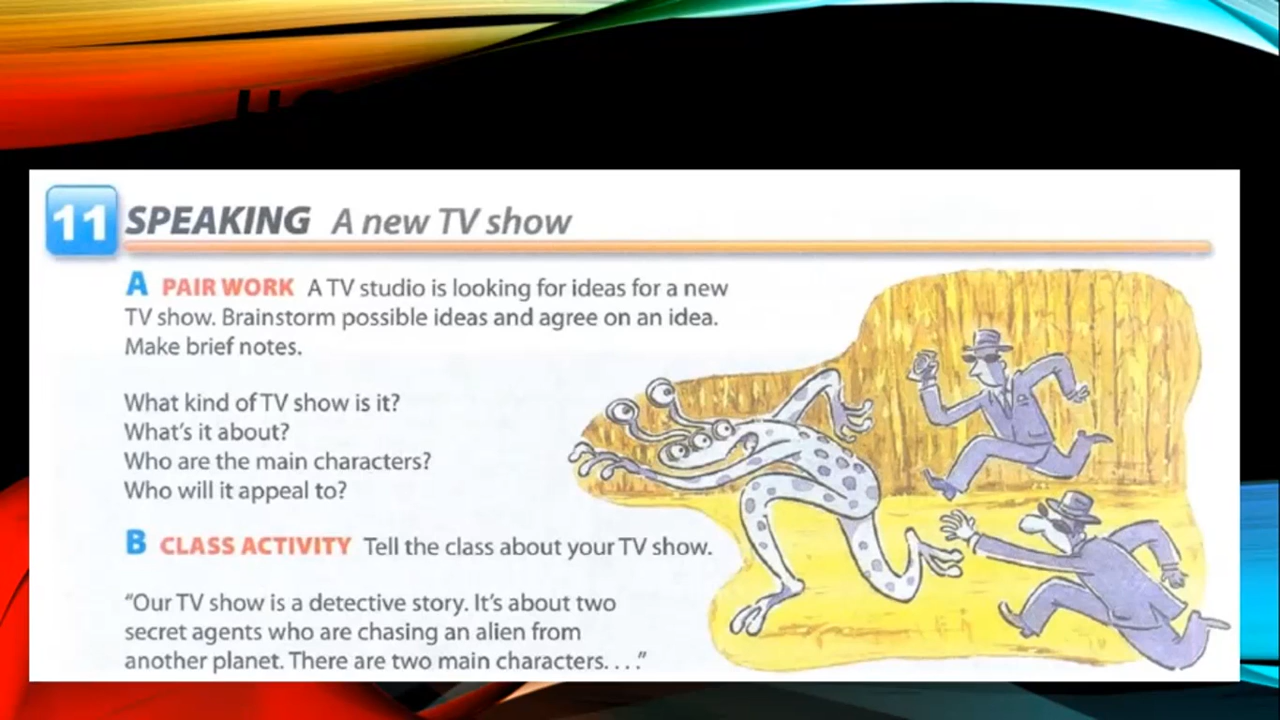 11 SPEAKING A new TV show
A PAIR WORK A TV studio is looking for ideas for a new
TV show. Brainstorm possible ideas and agree on an idea.
Make brief notes.
What kind of TV show is it?
What's it about?
Who are the main characters?
Who will it appeal to?
B CLASS ACTIVITY Tell the class about your TV show.
"Our TV show is a detective story. It's about two
secret agents who are chasing an alien from
another planet. There are two main characters. . . ."